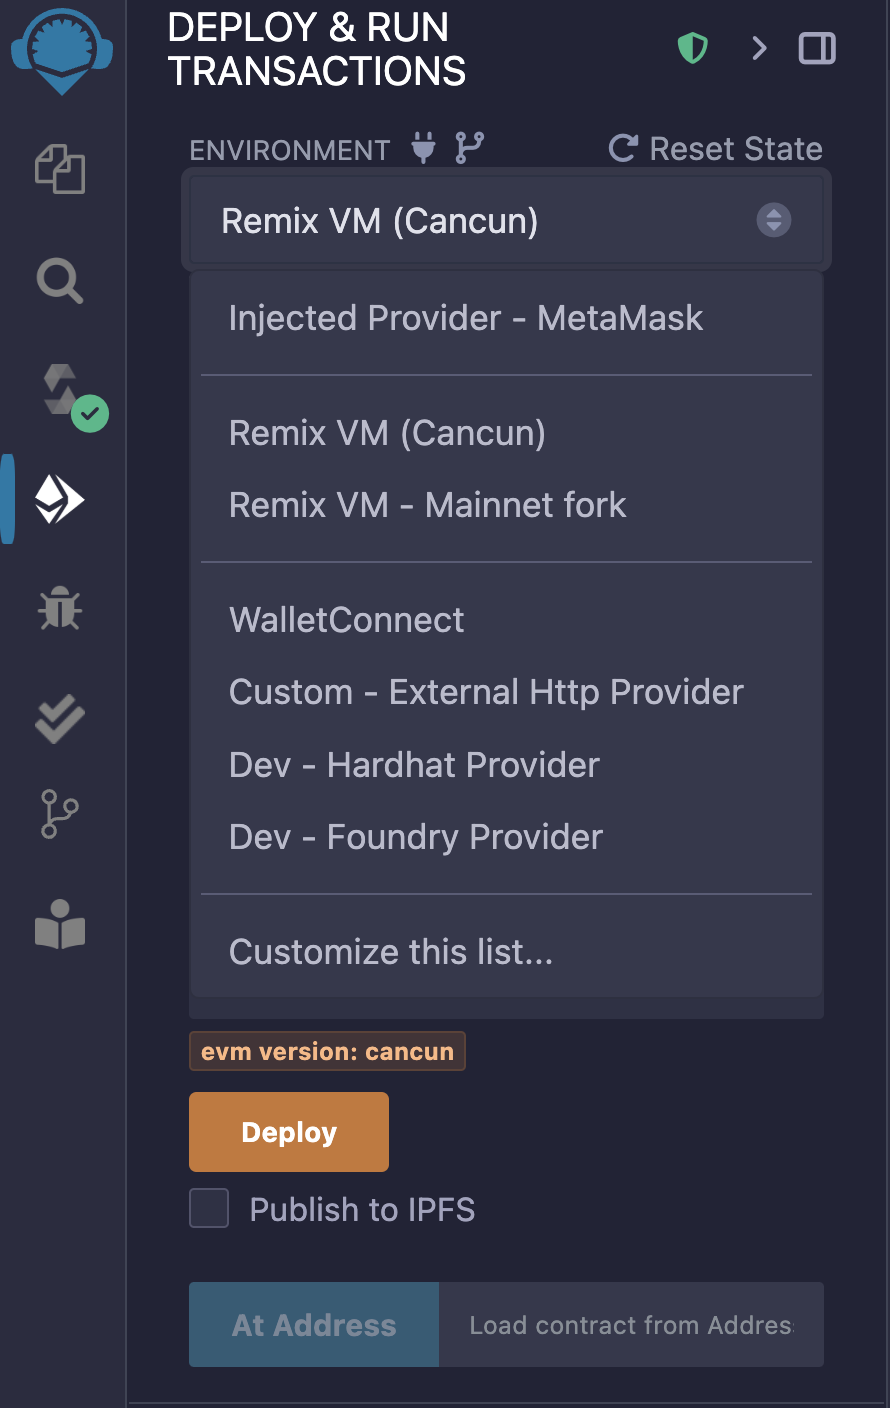 DEPLOY & RUN
TRANSACTIONS
ENVIRONMENT Reset State
Remix VM (Cancun)
Injected Provider - MetaMask
Remix VM (Cancun)
Remix VM - Mainnet fork
WalletConnect
Custom - External Http Provider
Dev - Hardhat Provider
Dev - Foundry Provider
Customize this list...
evm version: cancun
Deploy
Publish to IPFS
At Address Load contract from Addres